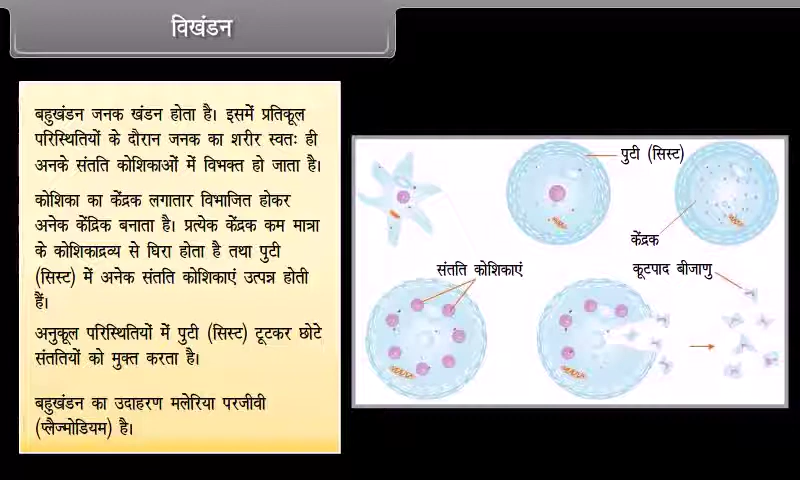 विखंडन
बहुखंडन जनक खंडन होता है। इसमें प्रतिकूल
परिस्थितियों के दौरान जनक का शरीर स्वतः ही
अनके संतति कोशिकाओं में विभक्त हो जाता है।
कोशिका का केंद्रक लगातार विभाजित होकर
अनेक केंद्रिक बनाता है। प्रत्येक केंद्रक कम मात्रा
के कोशिकाद्रव्य से घिरा होता है तथा पुटी
(सिस्ट) में अनेक संतति कोशिकाएं उत्पन्न होती
हैं।
अनुकूल परिस्थितियों में पुटी (सिस्ट) टूटकर छोटे
संततियों को मुक्त करता है।
बहुखंडन का उदाहरण मलेरिया परजीवी
(प्लैज्मोडियम) है।
पुटी (सिस्ट)
केंद्रक
संतति कोशिकाएं
कूटपाद बीजाणु